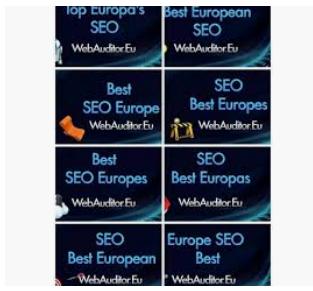 Top Europa's
SEO
WebAuditor.Eu
Best European
SEO
WebAuditor.Eu
Best
SEO Europe
WebAuditor.Eu
SEO
Best Europes
WebAuditor.Eu
Best
SEO Europes
WebAuditor.Eu
SEO
Best Europas
WebAuditor.Eu
SEO
Best European
WebAuditor.Eu
Europe SEO
Best
WebAuditor.Eu